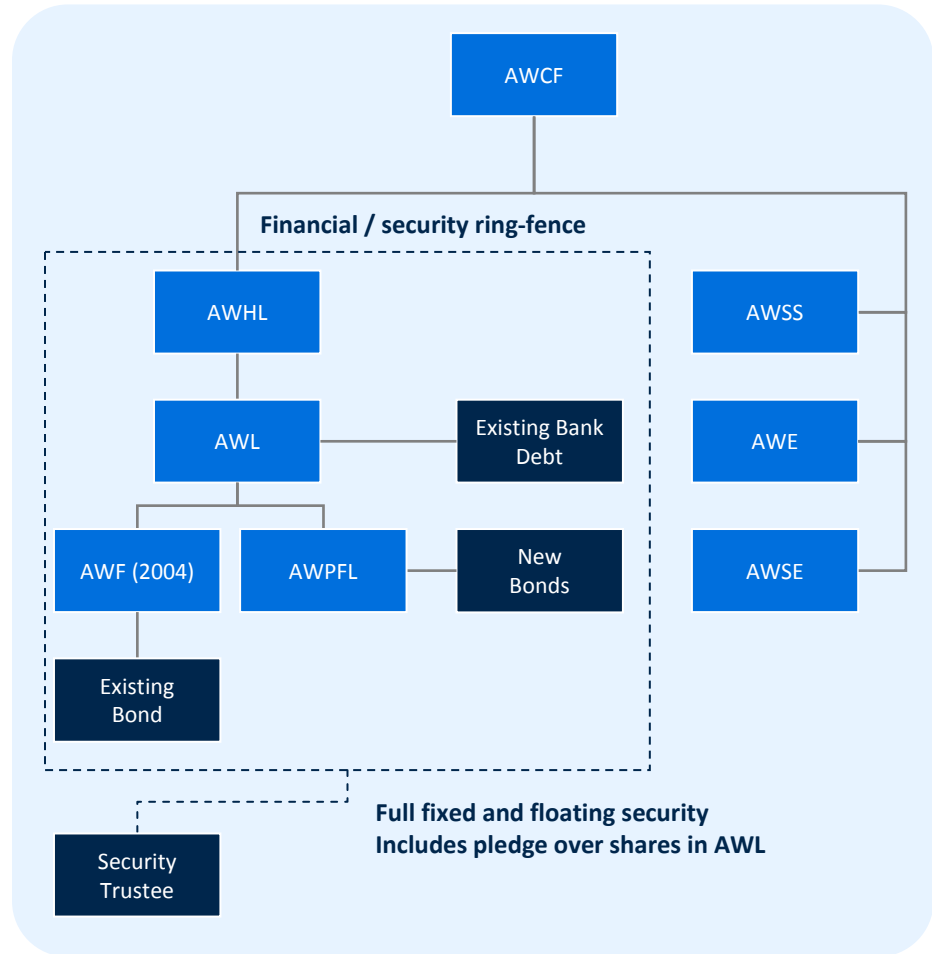 AWCF
Financial / security ring-fence
AWHL
AWSS
AWL
Existing Bank
Debt
AWE
AWF (2004)
AWPFL
New
Bonds
AWSE
Existing
Bond
Full fixed and floating security
Includes pledge over shares in AWL
Security
Trustee